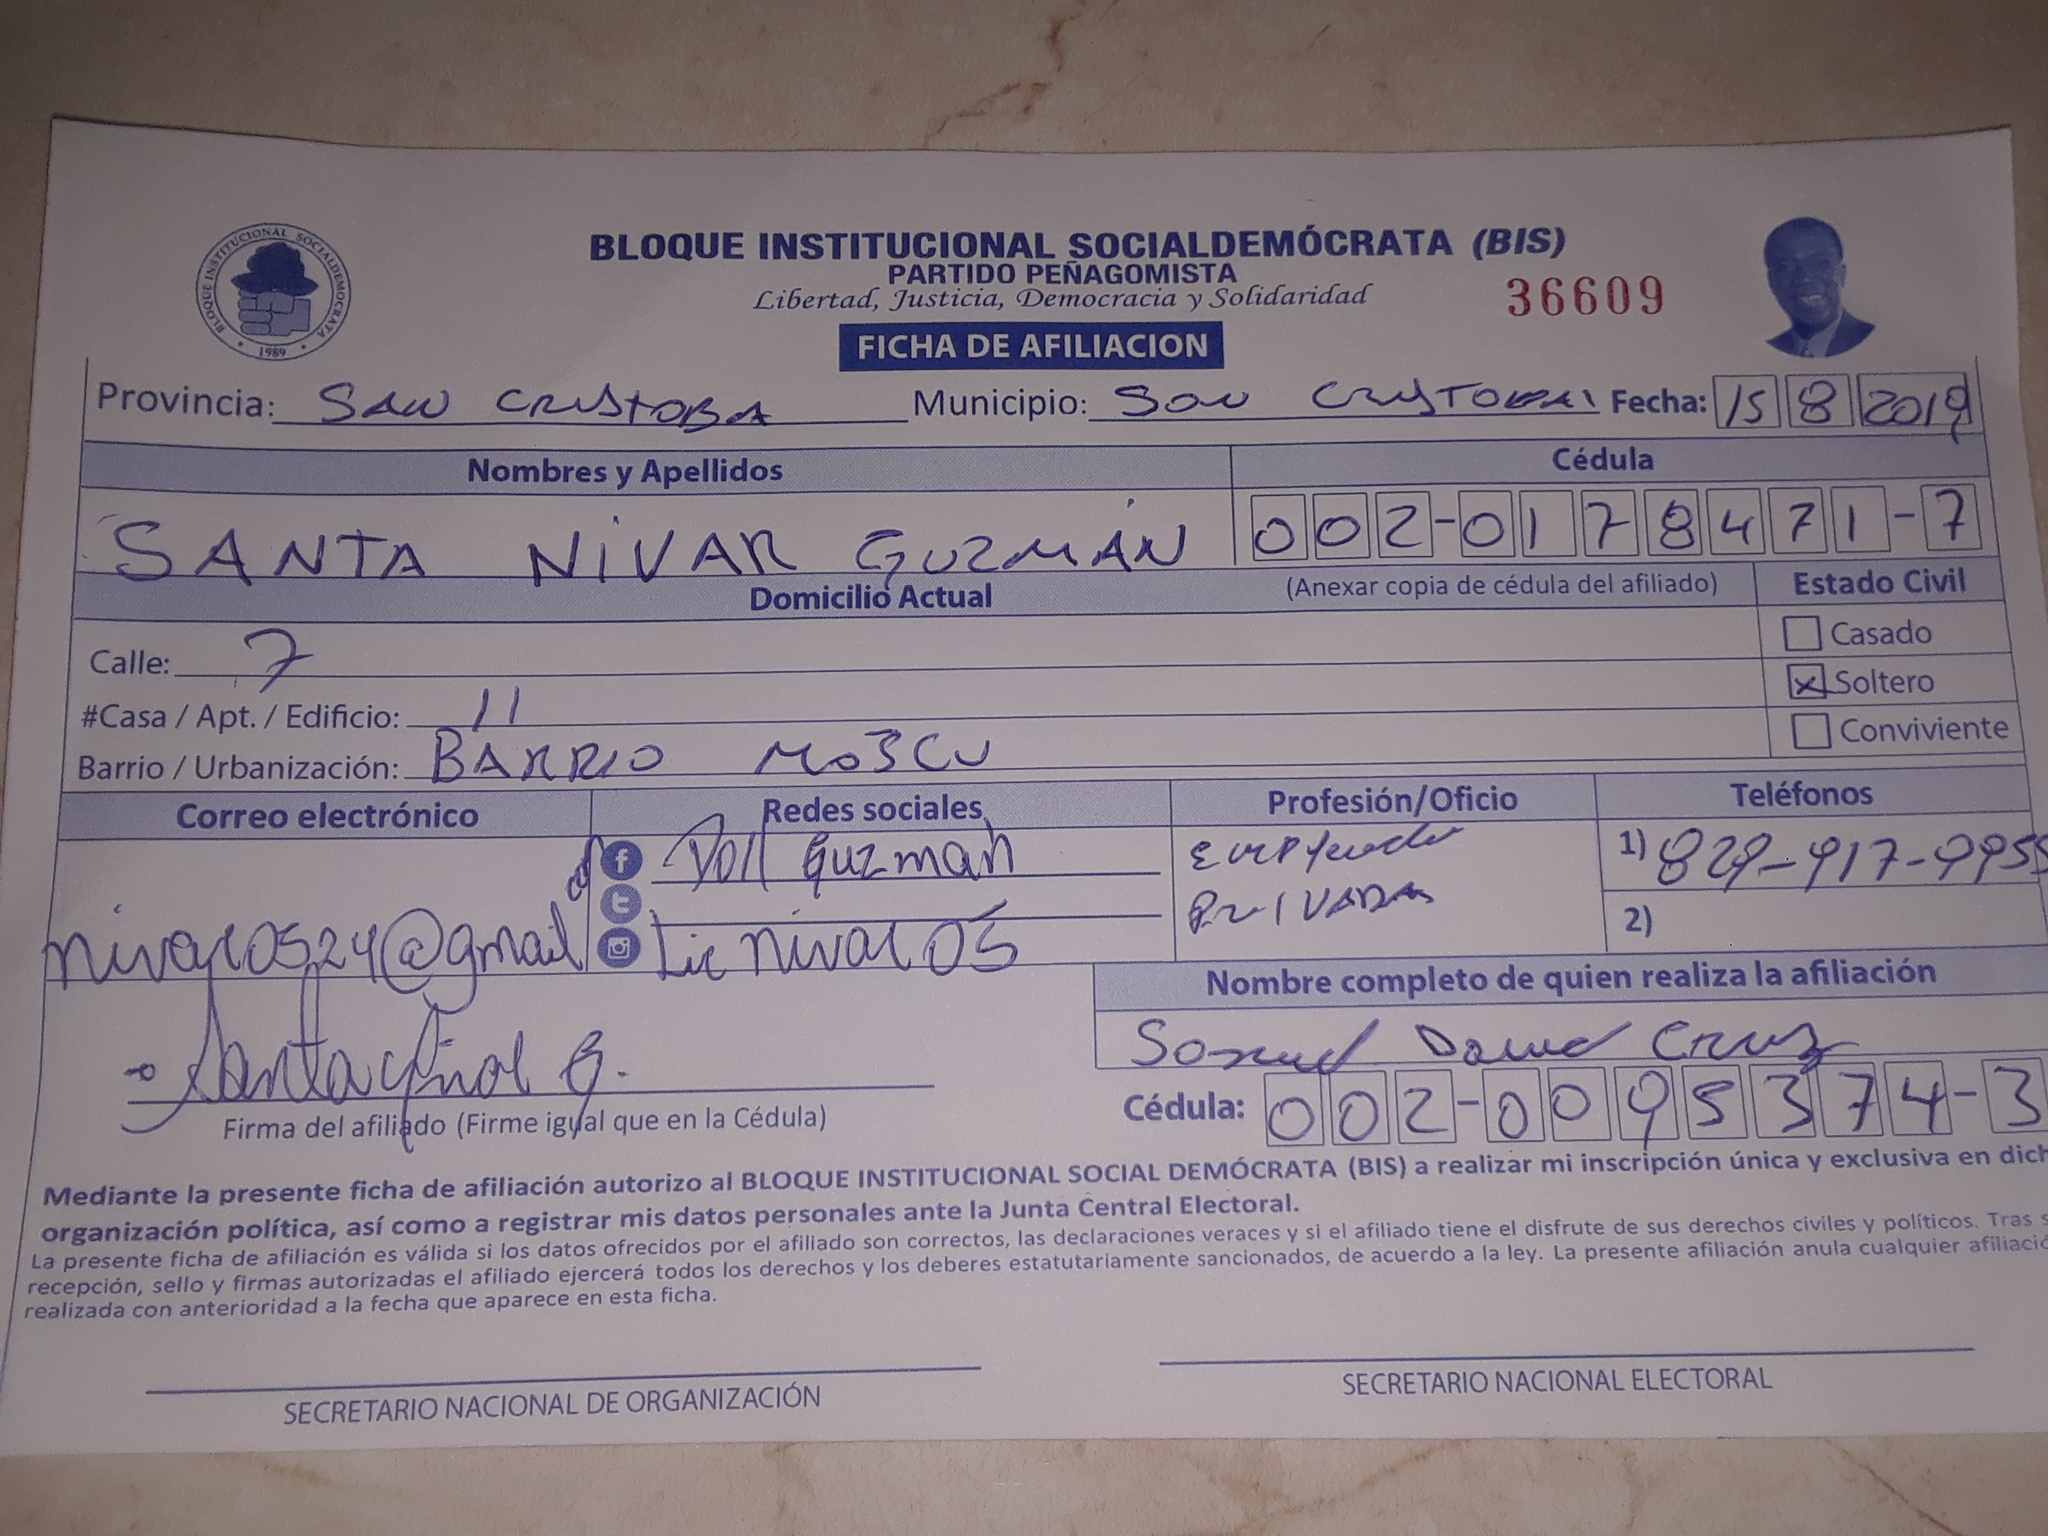 BLOQUE INSTITUCIONAL SOCIALDEMÓCRATA (BIS)
PARTIDO PEÑAGOMISTA
Libertad, Justicia, Democracia y Solidaridad
36609
BLOQUE INSTITUCIONAL SOCIALDEMOCRATA
1989
FICHA DE AFILIACION
Provincia: SAN CRISTOBA Municipio: SAN CRISTOBAL Fecha: 15 8 2019
Nombres y Apellidos Cédula
SANTA NIVAR GUZMÁN 002-0178471-7
Domicilio Actual (Anexar copia de cédula del afiliado) Estado Civil
Calle: 7 Casado
#Casa / Apt. / Edificio: 11 X Soltero
Barrio / Urbanización: BARRIO MOSCU Conviviente
Correo electrónico Redes sociales Profesión/Oficio Teléfonos
Doll Guzman 1) 829-917-9955
PRIVADA 2)
nivar0524@gmail Lic nivar 05
Nombre completo de quien realiza la afiliación
David Cruz
Santa Nival G.
Firma del afiliado (Firme igual que en la Cédula) Cédula: 002-0095374-3
Mediante la presente ficha de afiliación autorizo al BLOQUE INSTITUCIONAL SOCIAL DEMÓCRATA (BIS) a realizar mi inscripción única y exclusiva en dich
organización política, así como a registrar mis datos personales ante la Junta Central Electoral.
La presente ficha de afiliación es válida si los datos ofrecidos por el afiliado son correctos, las declaraciones veraces y si el afiliado tiene el disfrute de sus derechos civiles y políticos. Tras s
recepción, sello y firmas autorizadas el afiliado ejercerá todos los derechos y los deberes estatutariamente sancionados, de acuerdo a la ley. La presente afiliación anula cualquier afiliació
realizada con anterioridad a la fecha que aparece en esta ficha.
SECRETARIO NACIONAL DE ORGANIZACIÓN SECRETARIO NACIONAL ELECTORAL